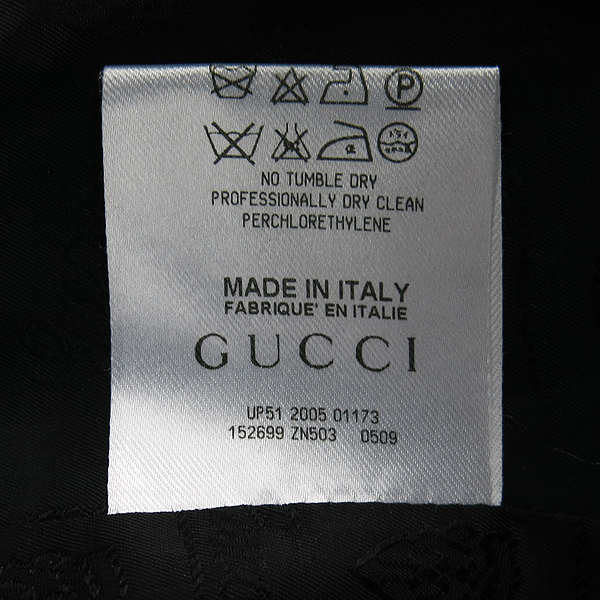 P
NO TUMBLE DRY
PROFESSIONALLY DRY CLEAN
PERCHLORETHYLENE
MADE IN ITALY
FABRIQUE' EN ITALIE
GUCCI
UP51 2005 01173
152699 ZN503 0509